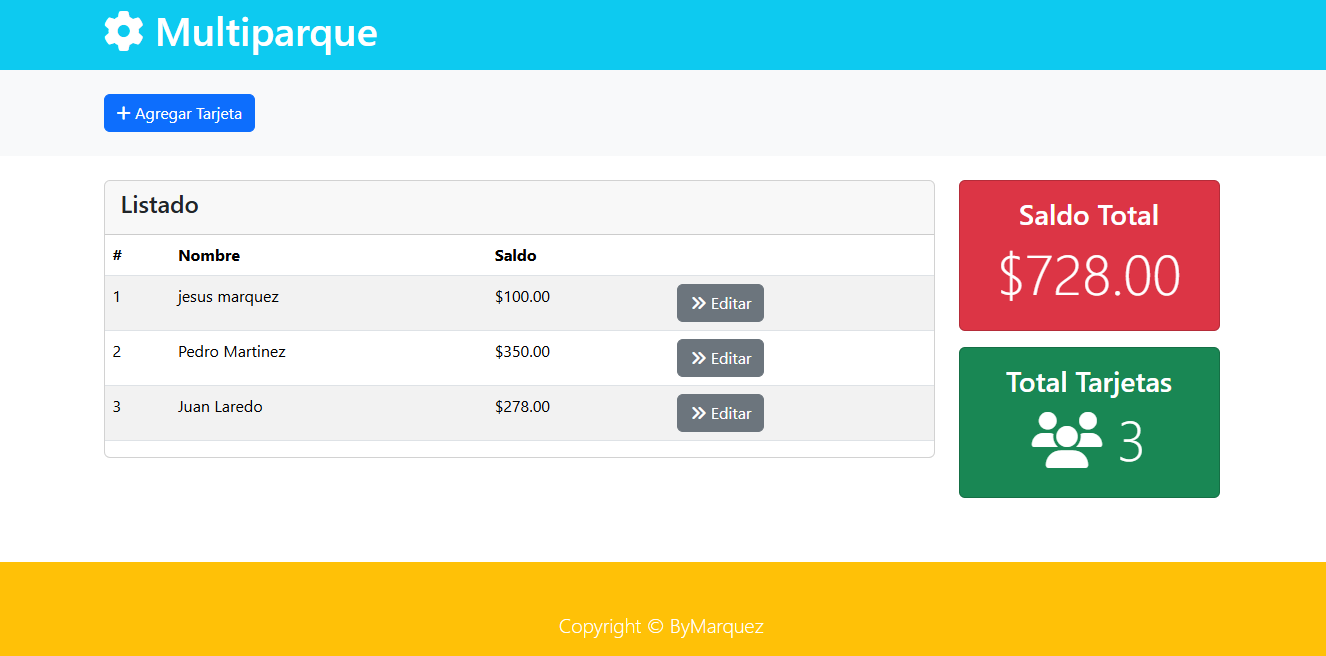 Multiparque
Agregar Tarjeta
Listado
# Nombre Saldo
1 jesus marquez $100.00 Editar
2 Pedro Martinez $350.00 Editar
3 Juan Laredo $278.00 Editar
Saldo Total
$728.00
Total Tarjetas
3
Copyright © ByMarquez